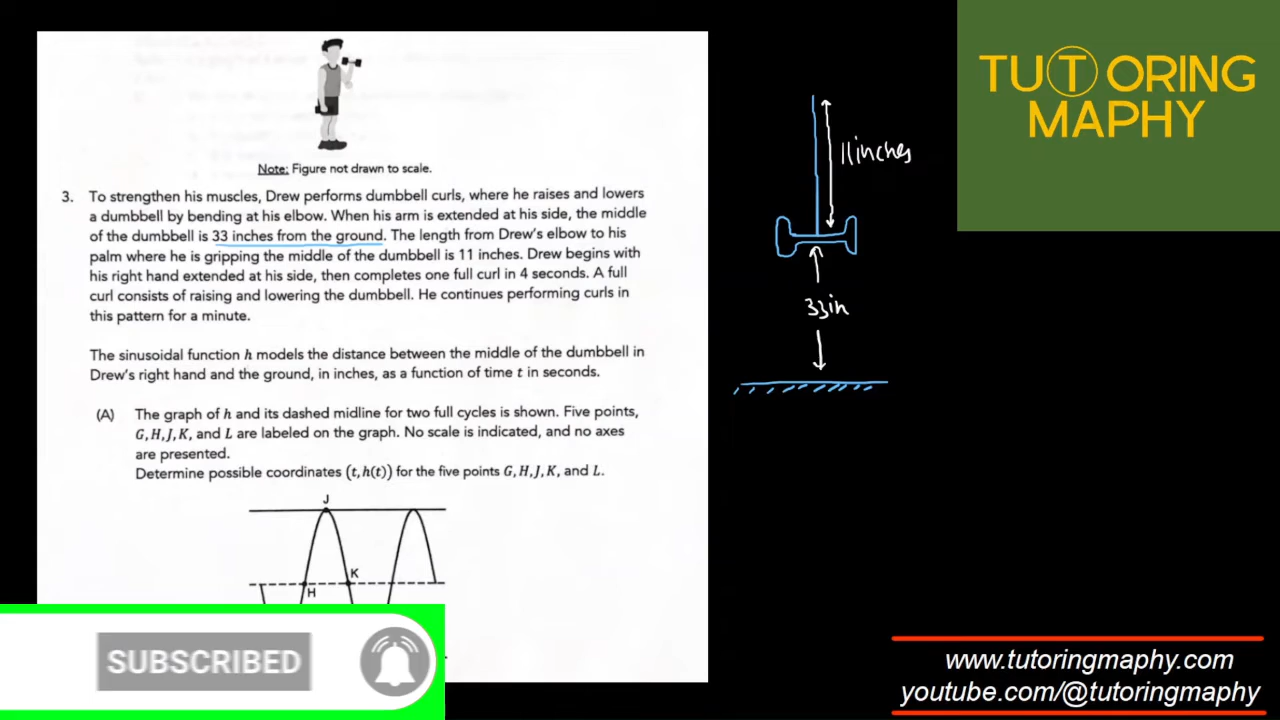 TUTORING
MAPHY
11 inches
33in
Note: Figure not drawn to scale.
3. To strengthen his muscles, Drew performs dumbbell curls, where he raises and lowers
a dumbbell by bending at his elbow. When his arm is extended at his side, the middle
of the dumbbell is 33 inches from the ground. The length from Drew's elbow to his
palm where he is gripping the middle of the dumbbell is 11 inches. Drew begins with
his right hand extended at his side, then completes one full curl in 4 seconds. A full
curl consists of raising and lowering the dumbbell. He continues performing curls in
this pattern for a minute.
The sinusoidal function h models the distance between the middle of the dumbbell in
Drew's right hand and the ground, in inches, as a function of time t in seconds.
(A) The graph of h and its dashed midline for two full cycles is shown. Five points,
G, H, J, K, and L are labeled on the graph. No scale is indicated, and no axes
are presented.
Determine possible coordinates (t, h(t)) for the five points G, H, J, K, and L.
J
K
H
SUBSCRIBED
www.tutoringmaphy.com
youtube.com/@tutoringmaphy